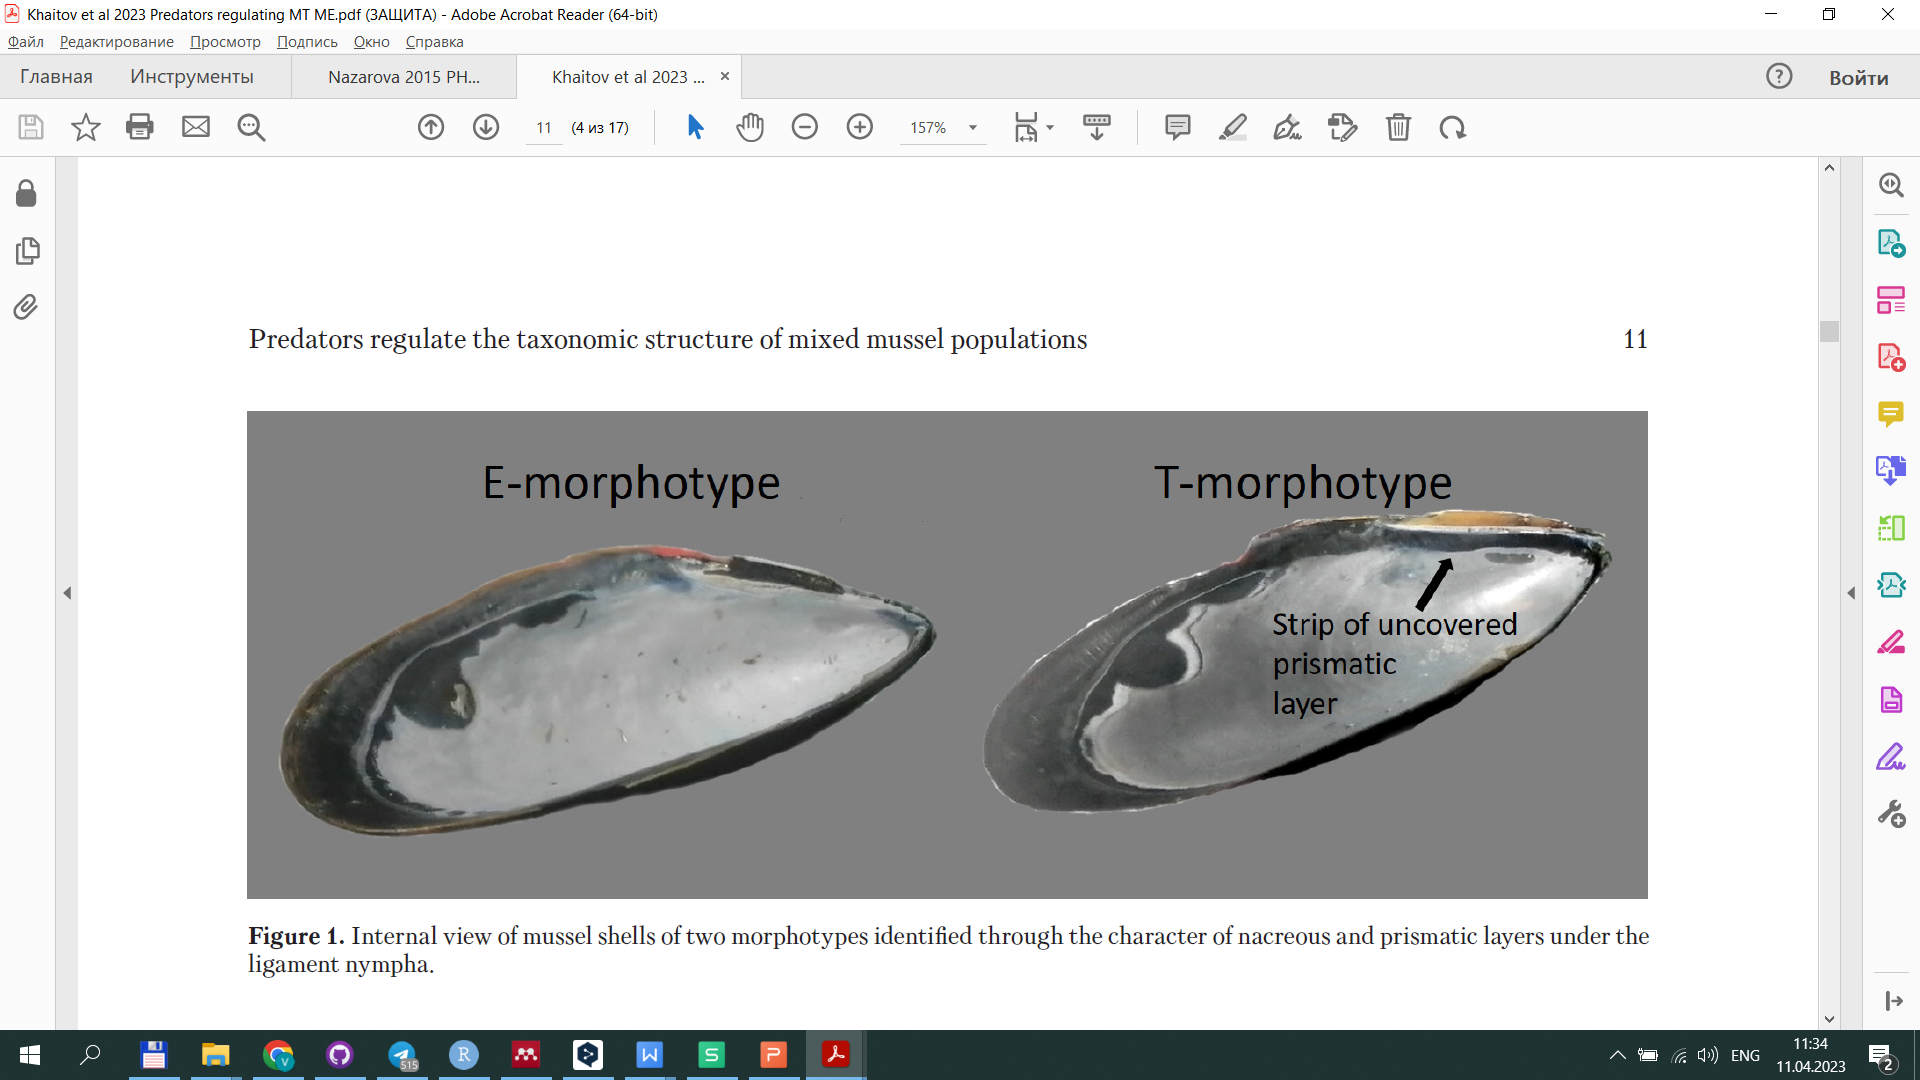 Khaitov et al 2023 Predators regulating MT ME.pdf (ЗАЩИТА) - Adobe Acrobat Reader (64-bit)
Файл Редактирование Просмотр Подпись Окно Справка
Главная Инструменты Nazarova 2015 PH... Khaitov et al 2023 ... × ? Войти
11 (4 из 17) 157%
Predators regulate the taxonomic structure of mixed mussel populations 11
E-morphotype T-morphotype
Strip of uncovered
prismatic
layer
Figure 1. Internal view of mussel shells of two morphotypes identified through the character of nacreous and prismatic layers under the
ligament nympha.
V 515 R W S P
ENG
11:34
11.04.2023
2